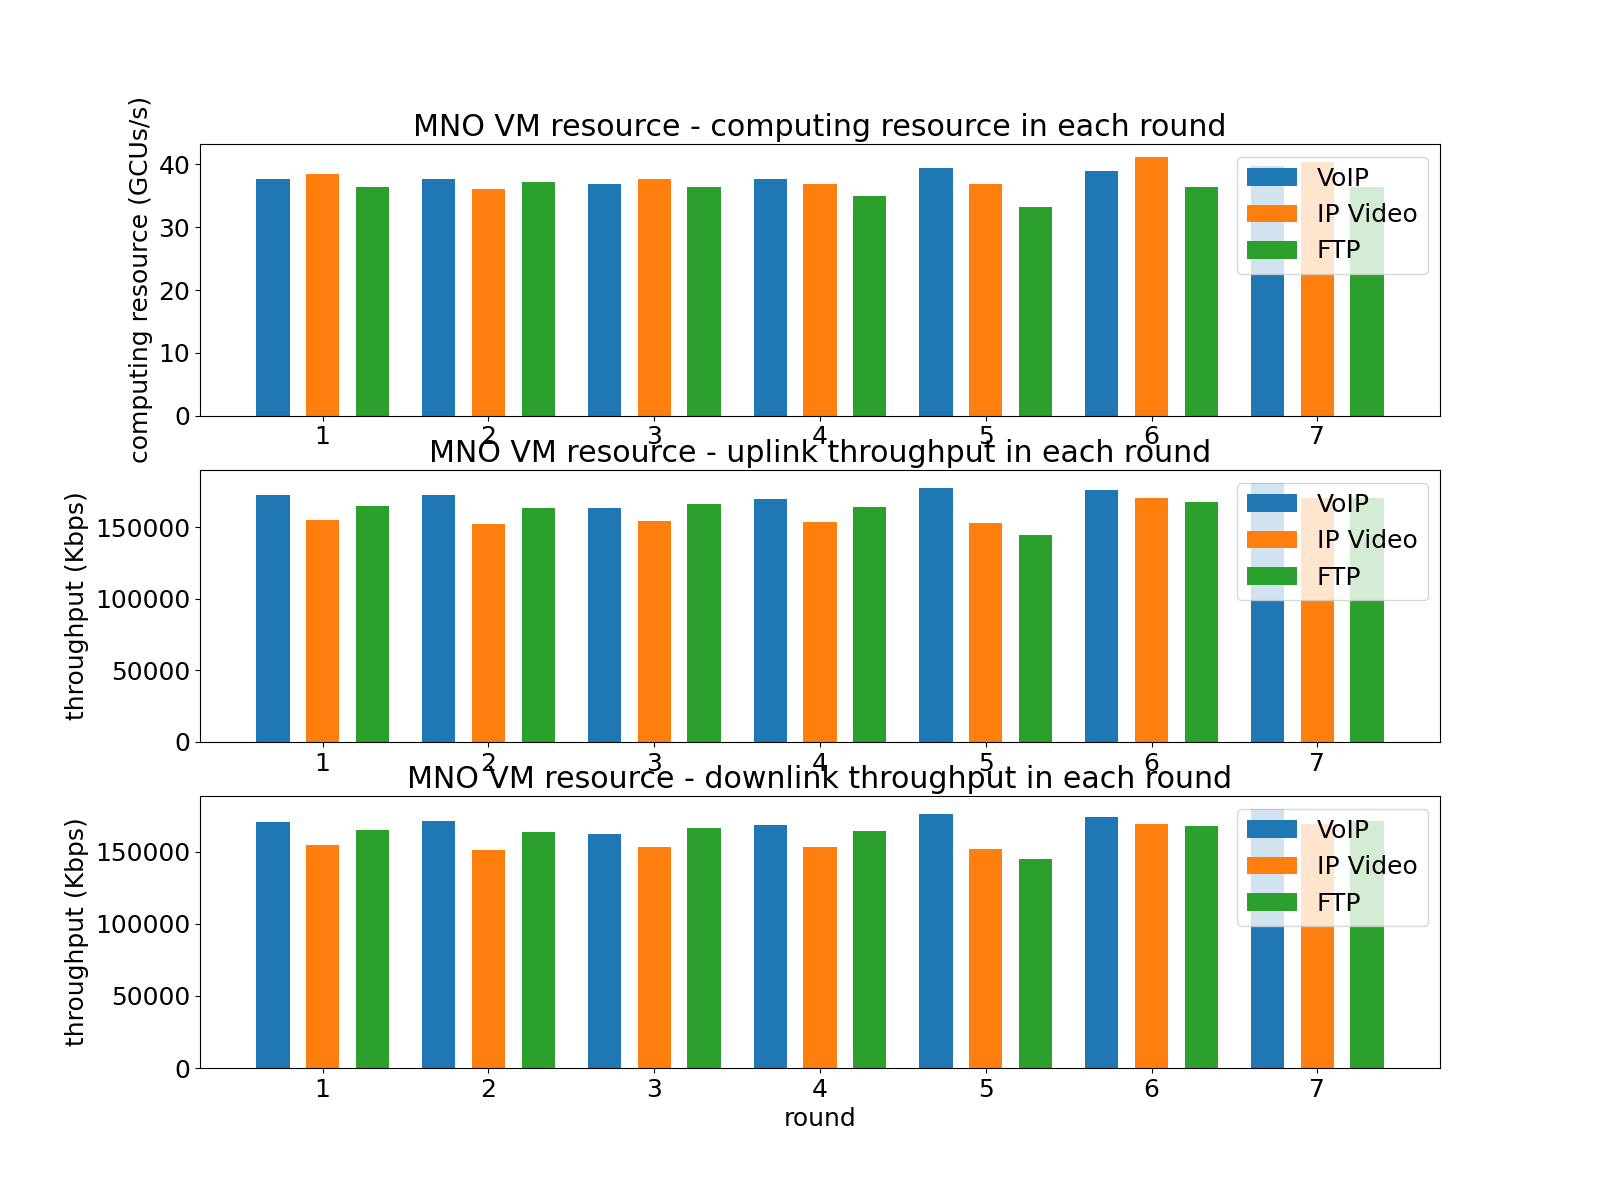 MNO VM resource - computing resource in each round
computing resource (GCUs/s)
40
30
20
10
0
VoIP
IP Video
FTP
1 2 3 4 5 6 7
MNO VM resource - uplink throughput in each round
throughput (Kbps)
150000
100000
50000
0
VoIP
IP Video
FTP
1 2 3 4 5 6 7
MNO VM resource - downlink throughput in each round
throughput (Kbps)
150000
100000
50000
0
VoIP
IP Video
FTP
1 2 3 4 5 6 7
round